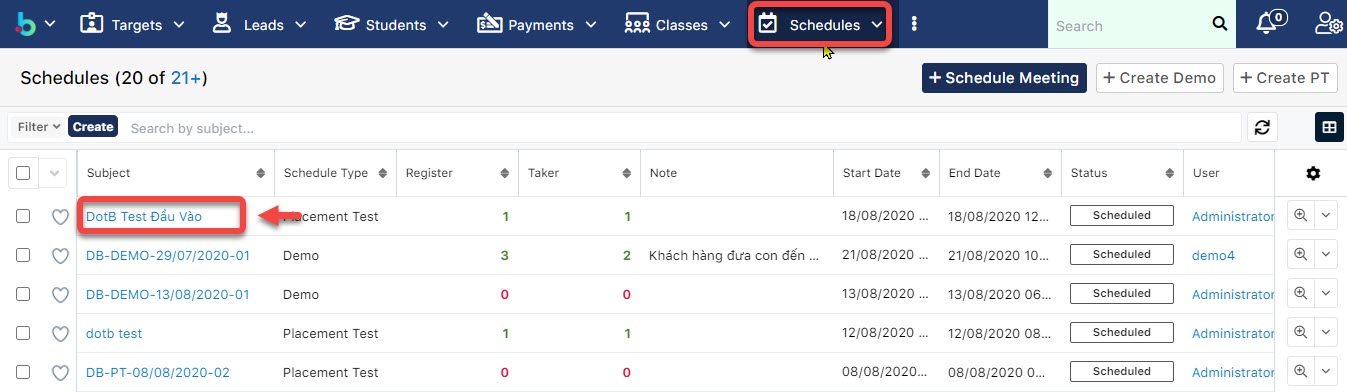 Targets Leads Students Payments Classes Schedules Search 0
Schedules (20 of 21+) + Schedule Meeting + Create Demo + Create PT
Filter Create Search by subject...
Subject Schedule Type Register Taker Note Start Date End Date Status User
DotB Test Đầu Vào Placement Test 1 1 18/08/2020 ... 18/08/2020 12... Scheduled Administrator
DB-DEMO-29/07/2020-01 Demo 3 2 Khách hàng đưa con đến ... 21/08/2020 ... 21/08/2020 10... Scheduled demo4
DB-DEMO-13/08/2020-01 Demo 0 0 13/08/2020 ... 13/08/2020 06... Scheduled Administrator
dotb test Placement Test 1 1 12/08/2020 ... 12/08/2020 08... Scheduled Administrator
DB-PT-08/08/2020-02 Placement Test 0 0 08/08/2020... 08/08/2020 0... Scheduled Administrator